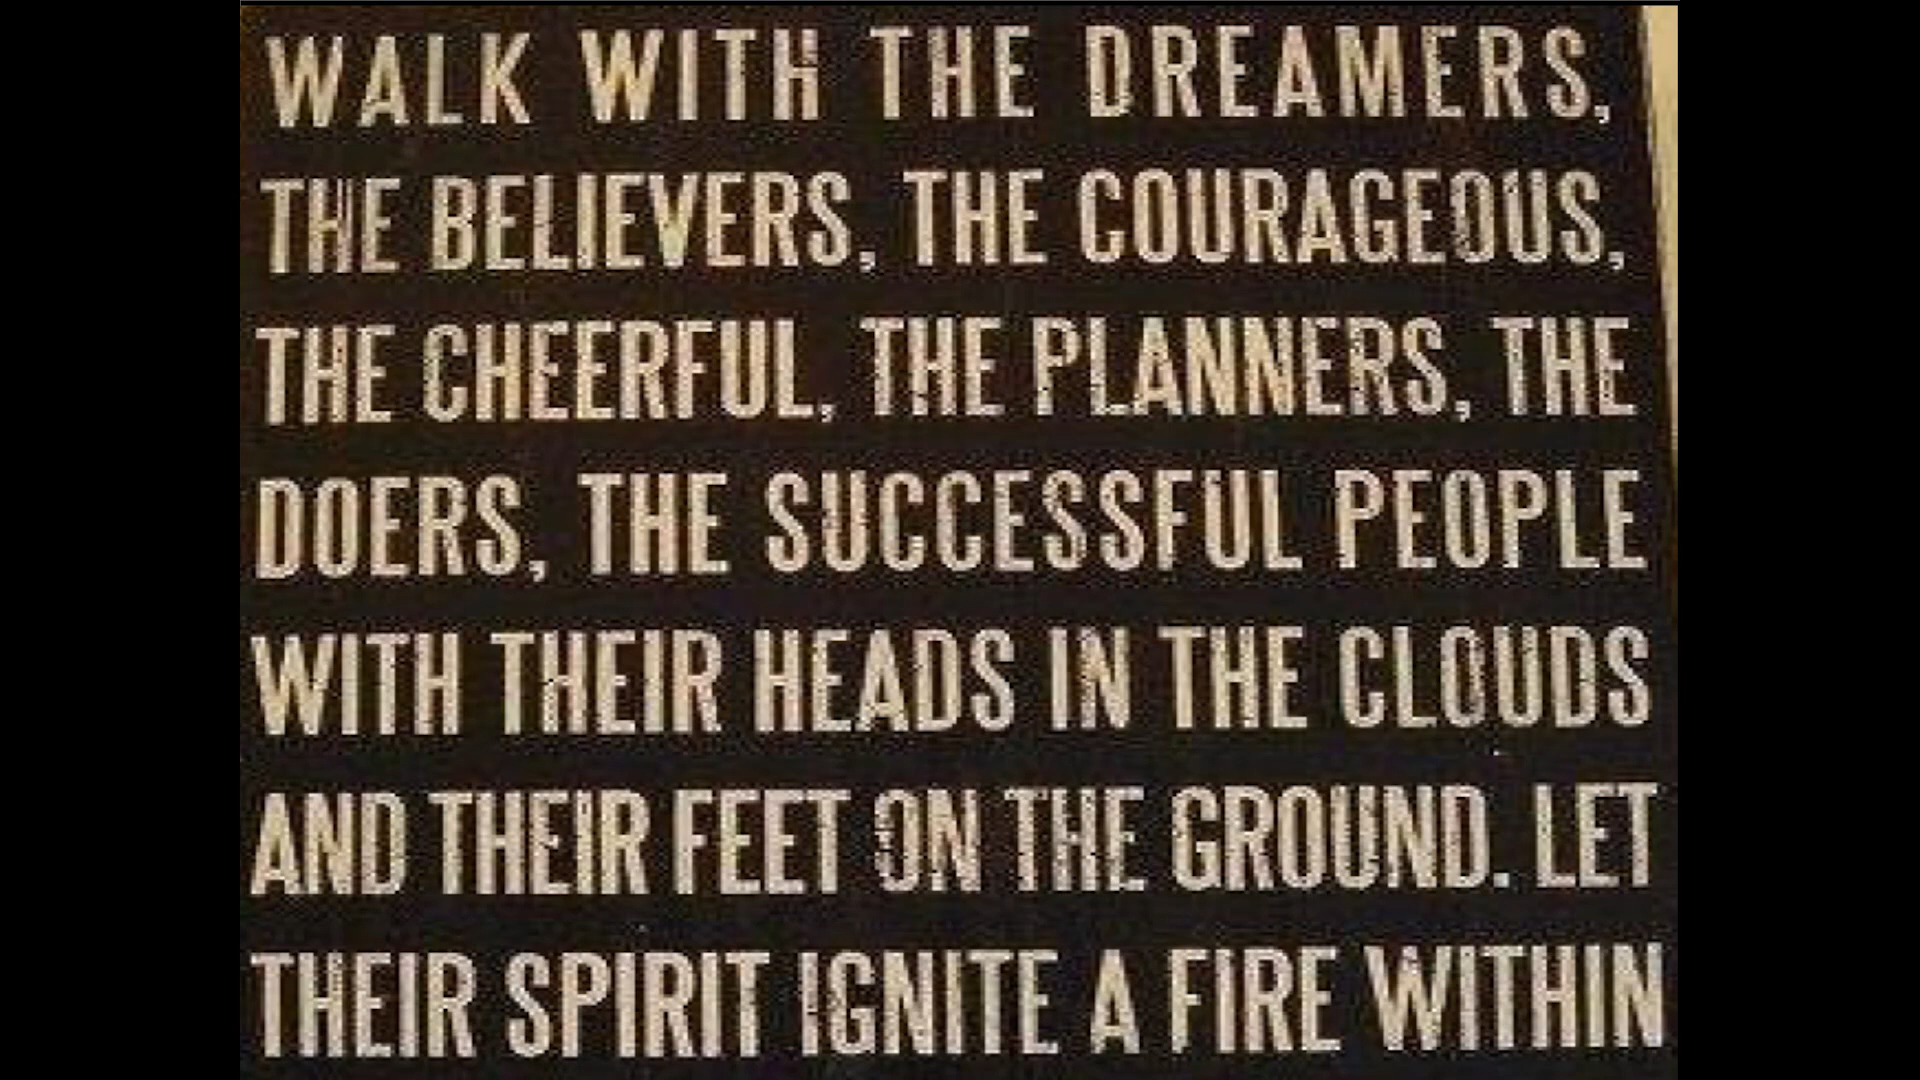 WALK WITH THE DREAMERS,
THE BELIEVERS, THE COURAGEOUS,
THE CHEERFUL, THE PLANNERS, THE
DOERS, THE SUCCESSFUL PEOPLE
WITH THEIR HEADS IN THE CLOUDS
AND THEIR FEET ON THE GROUND. LET
THEIR SPIRIT IGNITE A FIRE WITHIN